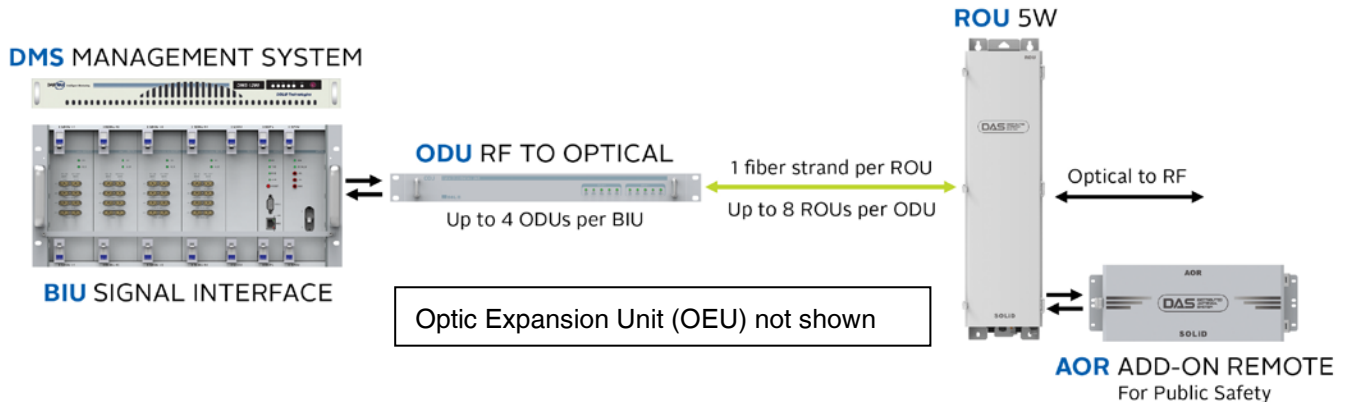 ROU 5W
DMS MANAGEMENT SYSTEM
ODU RF TO OPTICAL
1 fiber strand per ROU
Up to 8 ROUs per ODU
Up to 4 ODUs per BIU
Optical to RF
DAS
SOLiD
BIU SIGNAL INTERFACE
Optic Expansion Unit (OEU) not shown
AOR
DAS
SOLiD
AOR ADD-ON REMOTE
For Public Safety